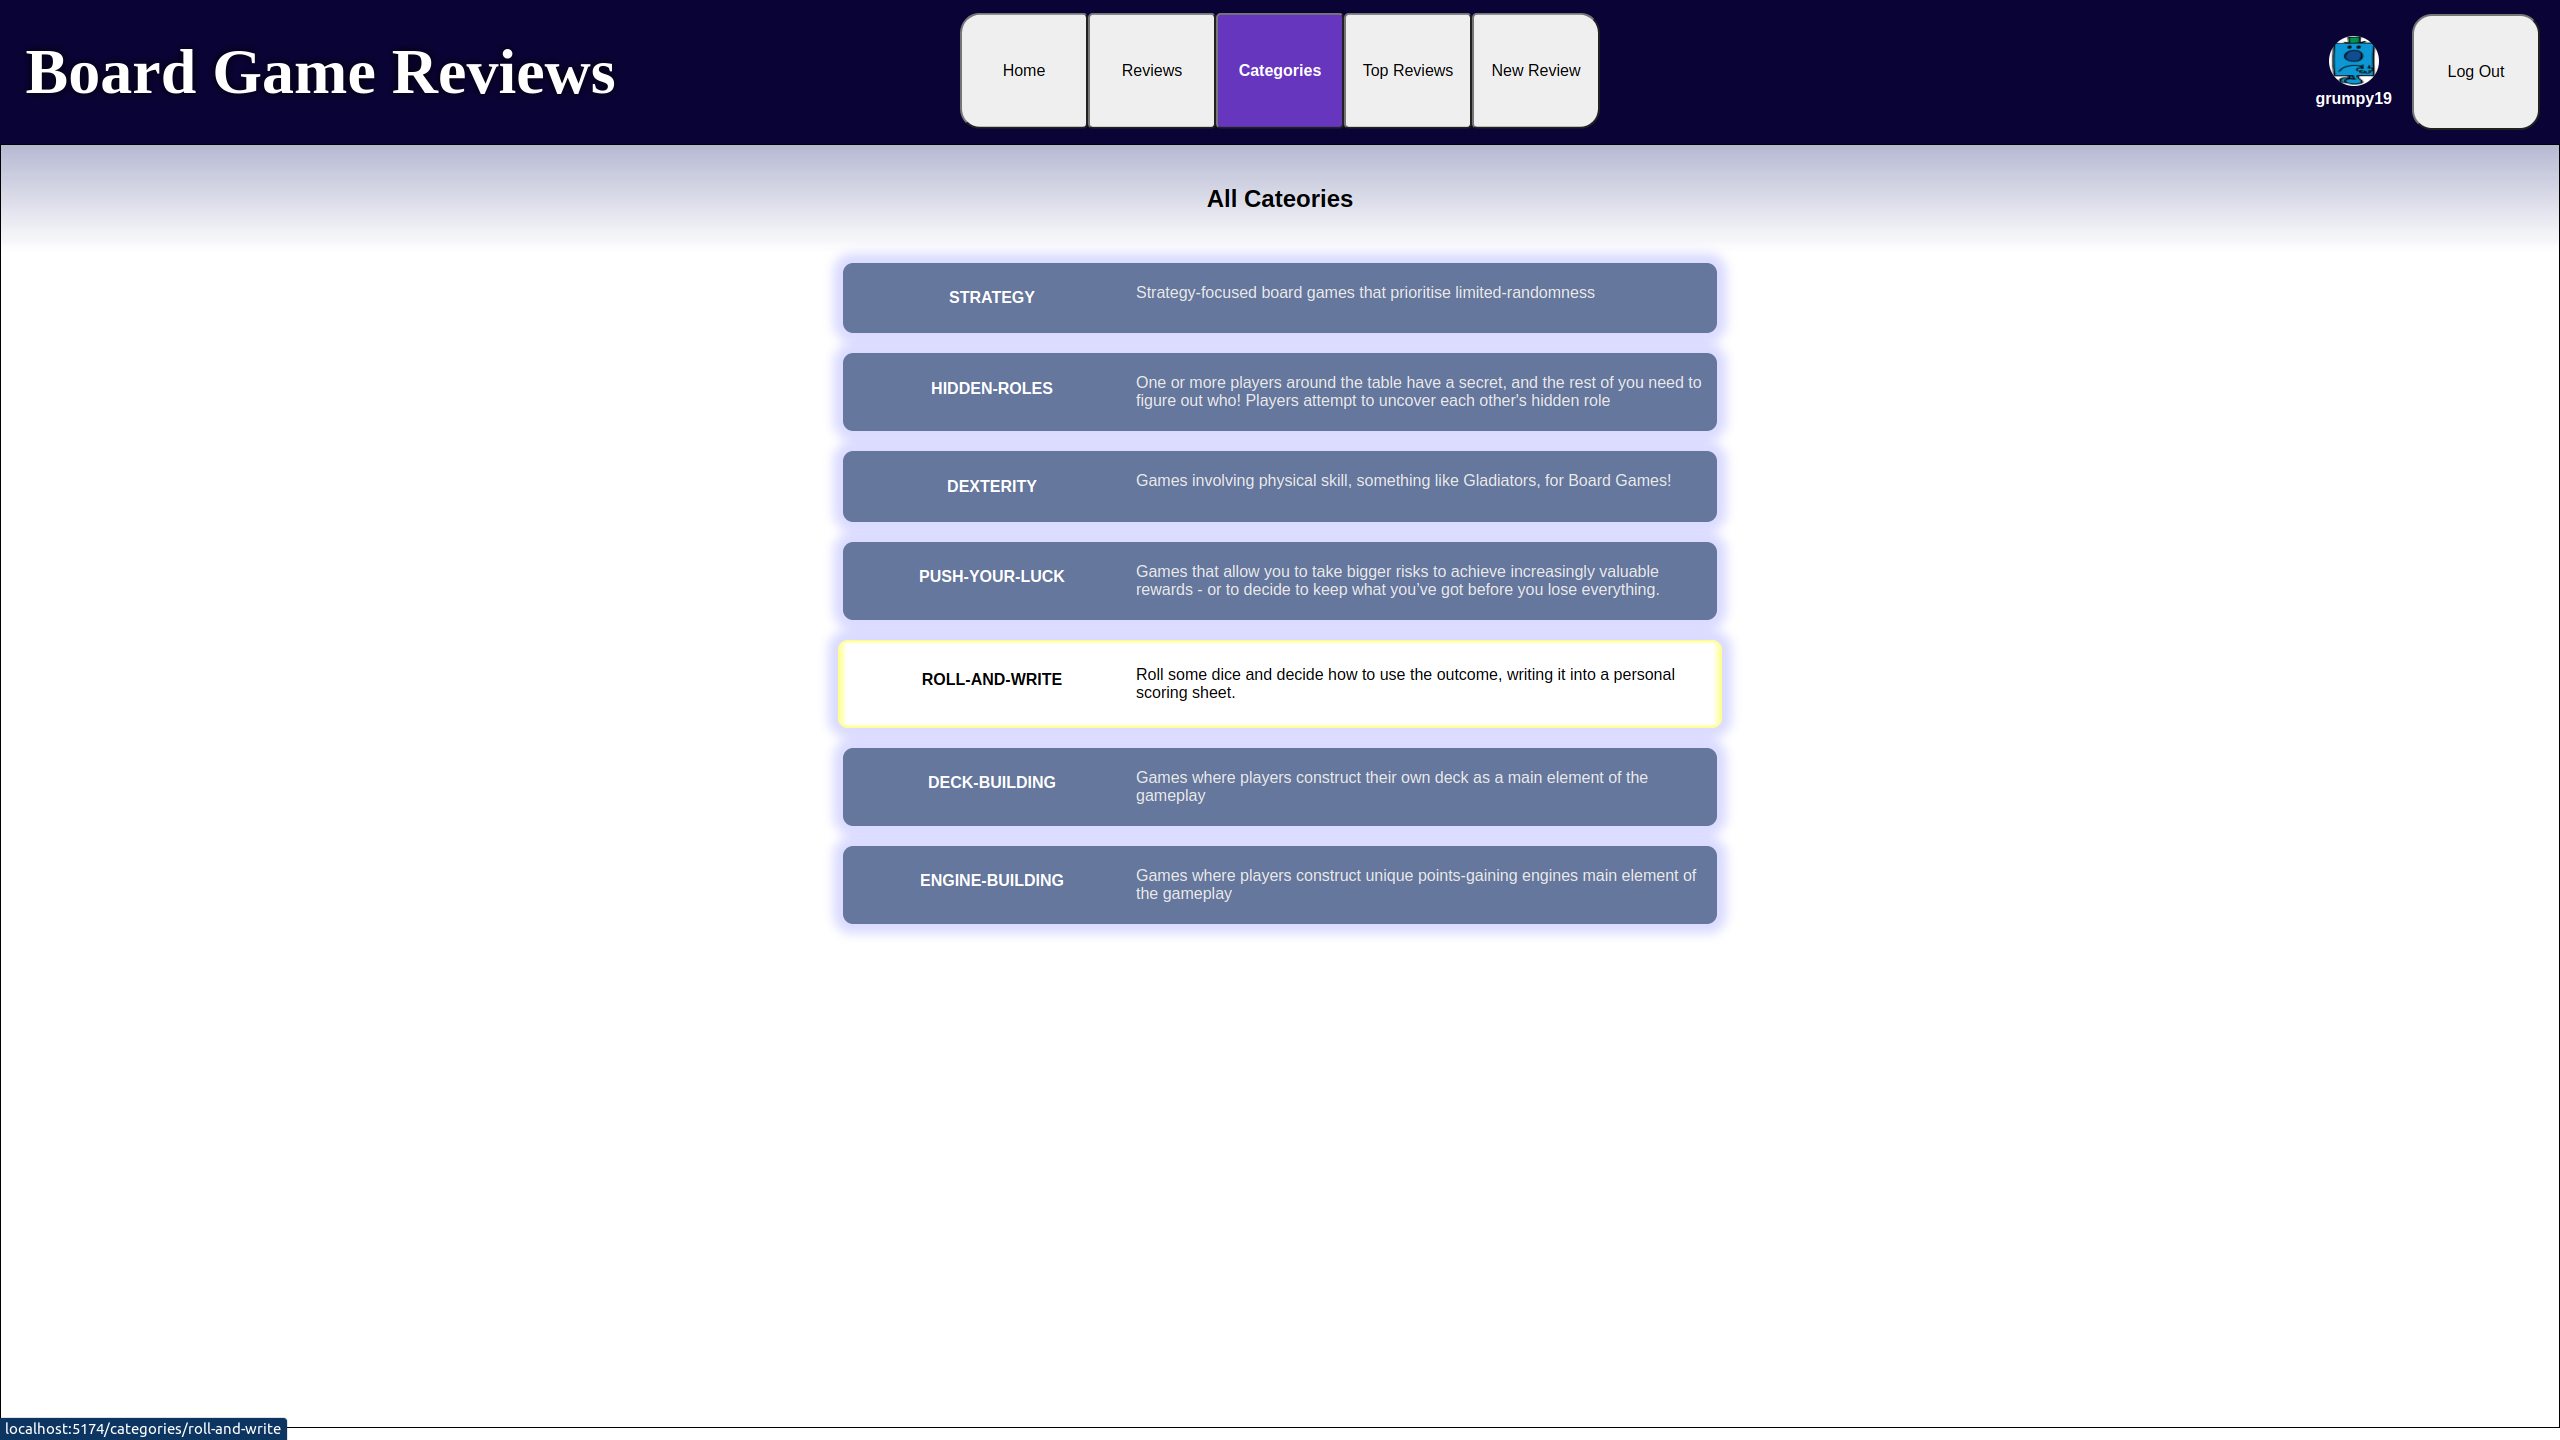 Board Game Reviews
Home
Reviews
Categories
Top Reviews
New Review
grumpy19
Log Out
All Cateories
STRATEGY
Strategy-focused board games that prioritise limited-randomness
HIDDEN-ROLES
One or more players around the table have a secret, and the rest of you need to
figure out who! Players attempt to uncover each other's hidden role
DEXTERITY
Games involving physical skill, something like Gladiators, for Board Games!
PUSH-YOUR-LUCK
Games that allow you to take bigger risks to achieve increasingly valuable
rewards - or to decide to keep what you’ve got before you lose everything.
ROLL-AND-WRITE
Roll some dice and decide how to use the outcome, writing it into a personal
scoring sheet.
DECK-BUILDING
Games where players construct their own deck as a main element of the
gameplay
ENGINE-BUILDING
Games where players construct unique points-gaining engines main element of
the gameplay
localhost:5174/categories/roll-and-write